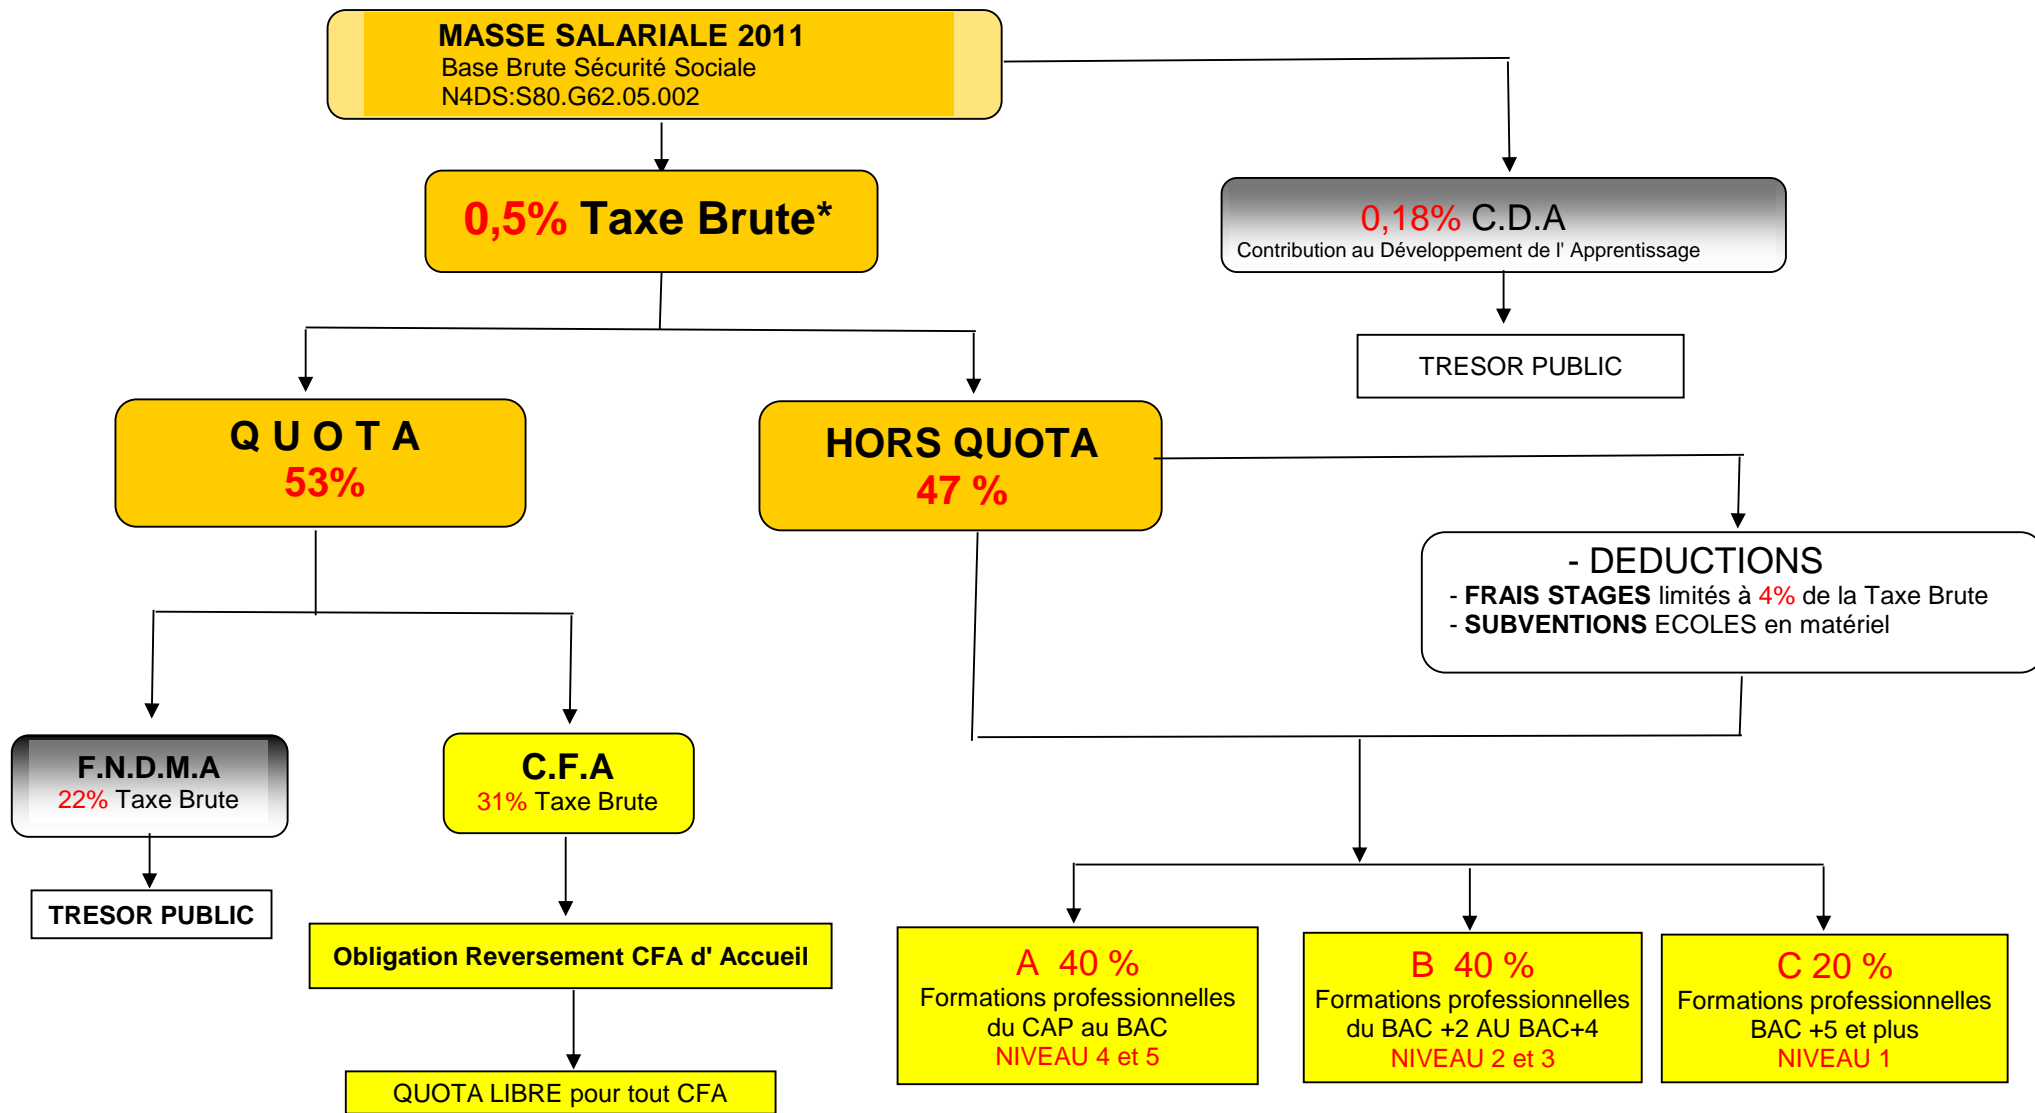 MASSE SALARIALE 2011
Base Brute Sécurité Sociale
N4DS:S80.G62.05.002
0,5% Taxe Brute*
0,18% C.D.A
Contribution au Développement de l' Apprentissage
TRESOR PUBLIC
Q U O T A
53%
HORS QUOTA
47 %
- DEDUCTIONS
- FRAIS STAGES limités à 4% de la Taxe Brute
- SUBVENTIONS ECOLES en matériel
F.N.D.M.A
22% Taxe Brute
C.F.A
31% Taxe Brute
TRESOR PUBLIC
Obligation Reversement CFA d' Accueil
QUOTA LIBRE pour tout CFA
A 40 %
Formations professionnelles
du CAP au BAC
NIVEAU 4 et 5
B 40 %
Formations professionnelles
du BAC +2 AU BAC+4
NIVEAU 2 et 3
C 20 %
Formations professionnelles
BAC +5 et plus
NIVEAU 1